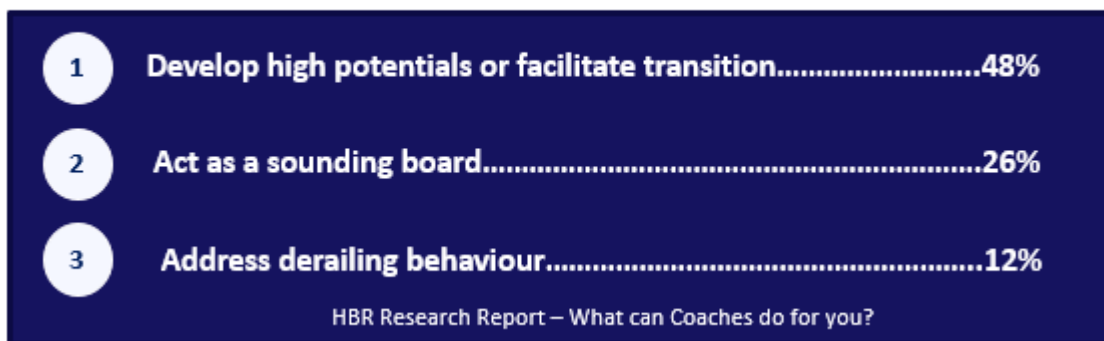 1 Develop high potentials or facilitate transition...............................48%
2 Act as a sounding board.......................................................................26%
3 Address derailing behaviour..............................................................12%
HBR Research Report – What can Coaches do for you?